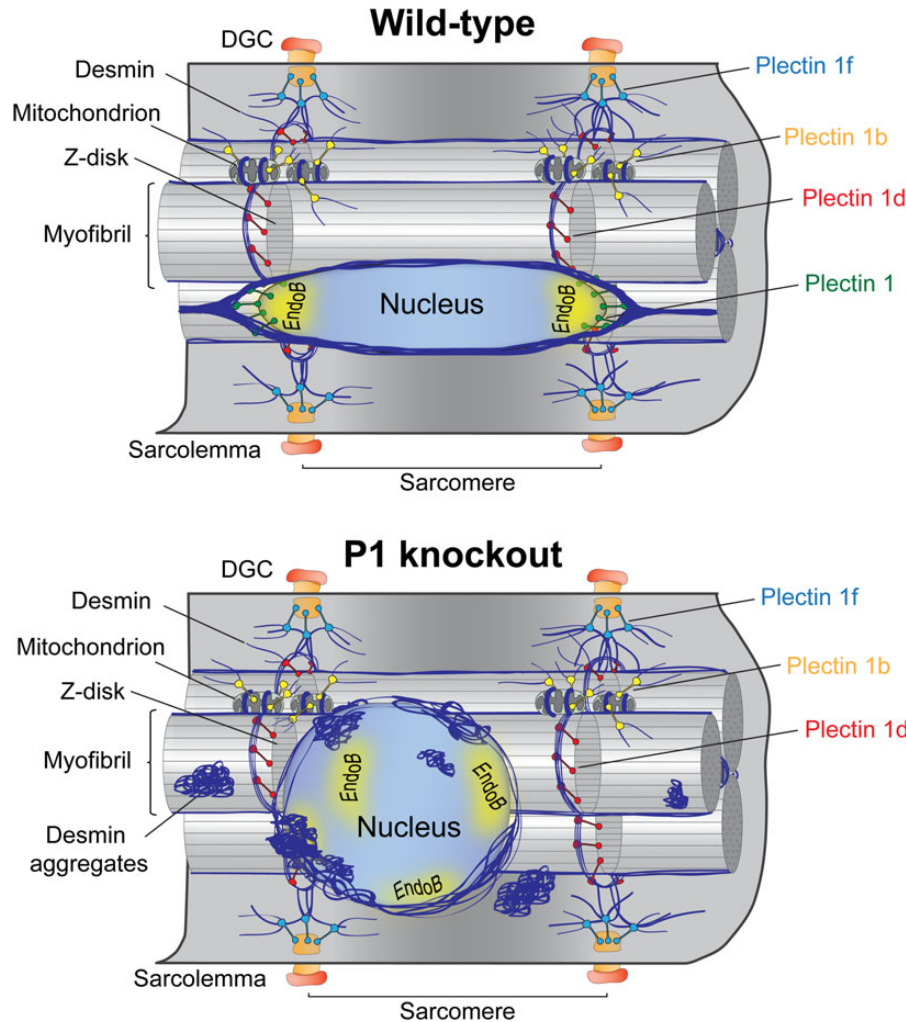 Wild-type
DGC
Desmin
Mitochondrion
Z-disk
Myofibril
Plectin 1f
Plectin 1b
Plectin 1d
Plectin 1
EndoB
Nucleus
EndoB
Sarcolemma
Sarcomere
P1 knockout
DGC
Desmin
Mitochondrion
Z-disk
Myofibril
Desmin
aggregates
Plectin 1f
Plectin 1b
Plectin 1d
EndoB
EndoB
Nucleus
EndoB
Sarcolemma
Sarcomere